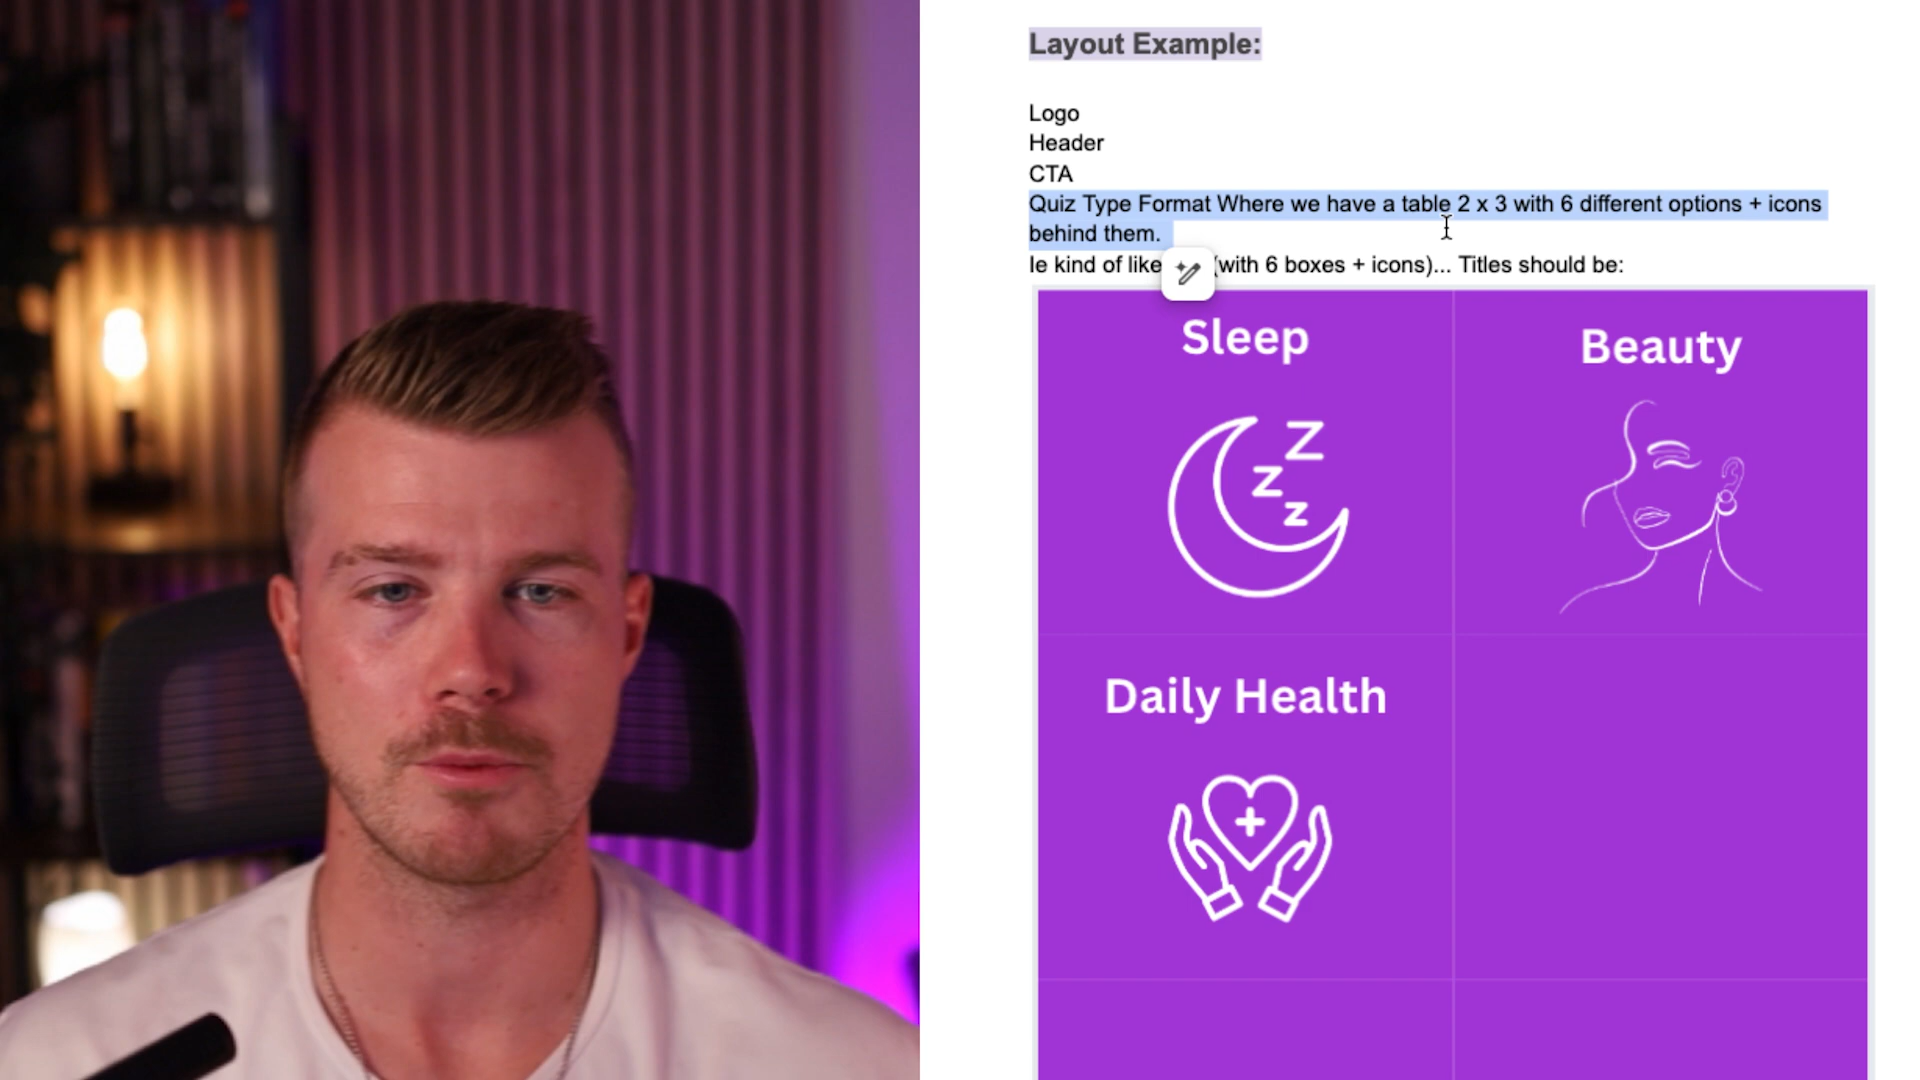 Layout Example:
Logo
Header
CTA
Quiz Type Format Where we have a table 2 x 3 with 6 different options + icons
behind them.
Ie kind of like (with 6 boxes + icons)... Titles should be:
Sleep
Beauty
Z
z
z
Daily Health